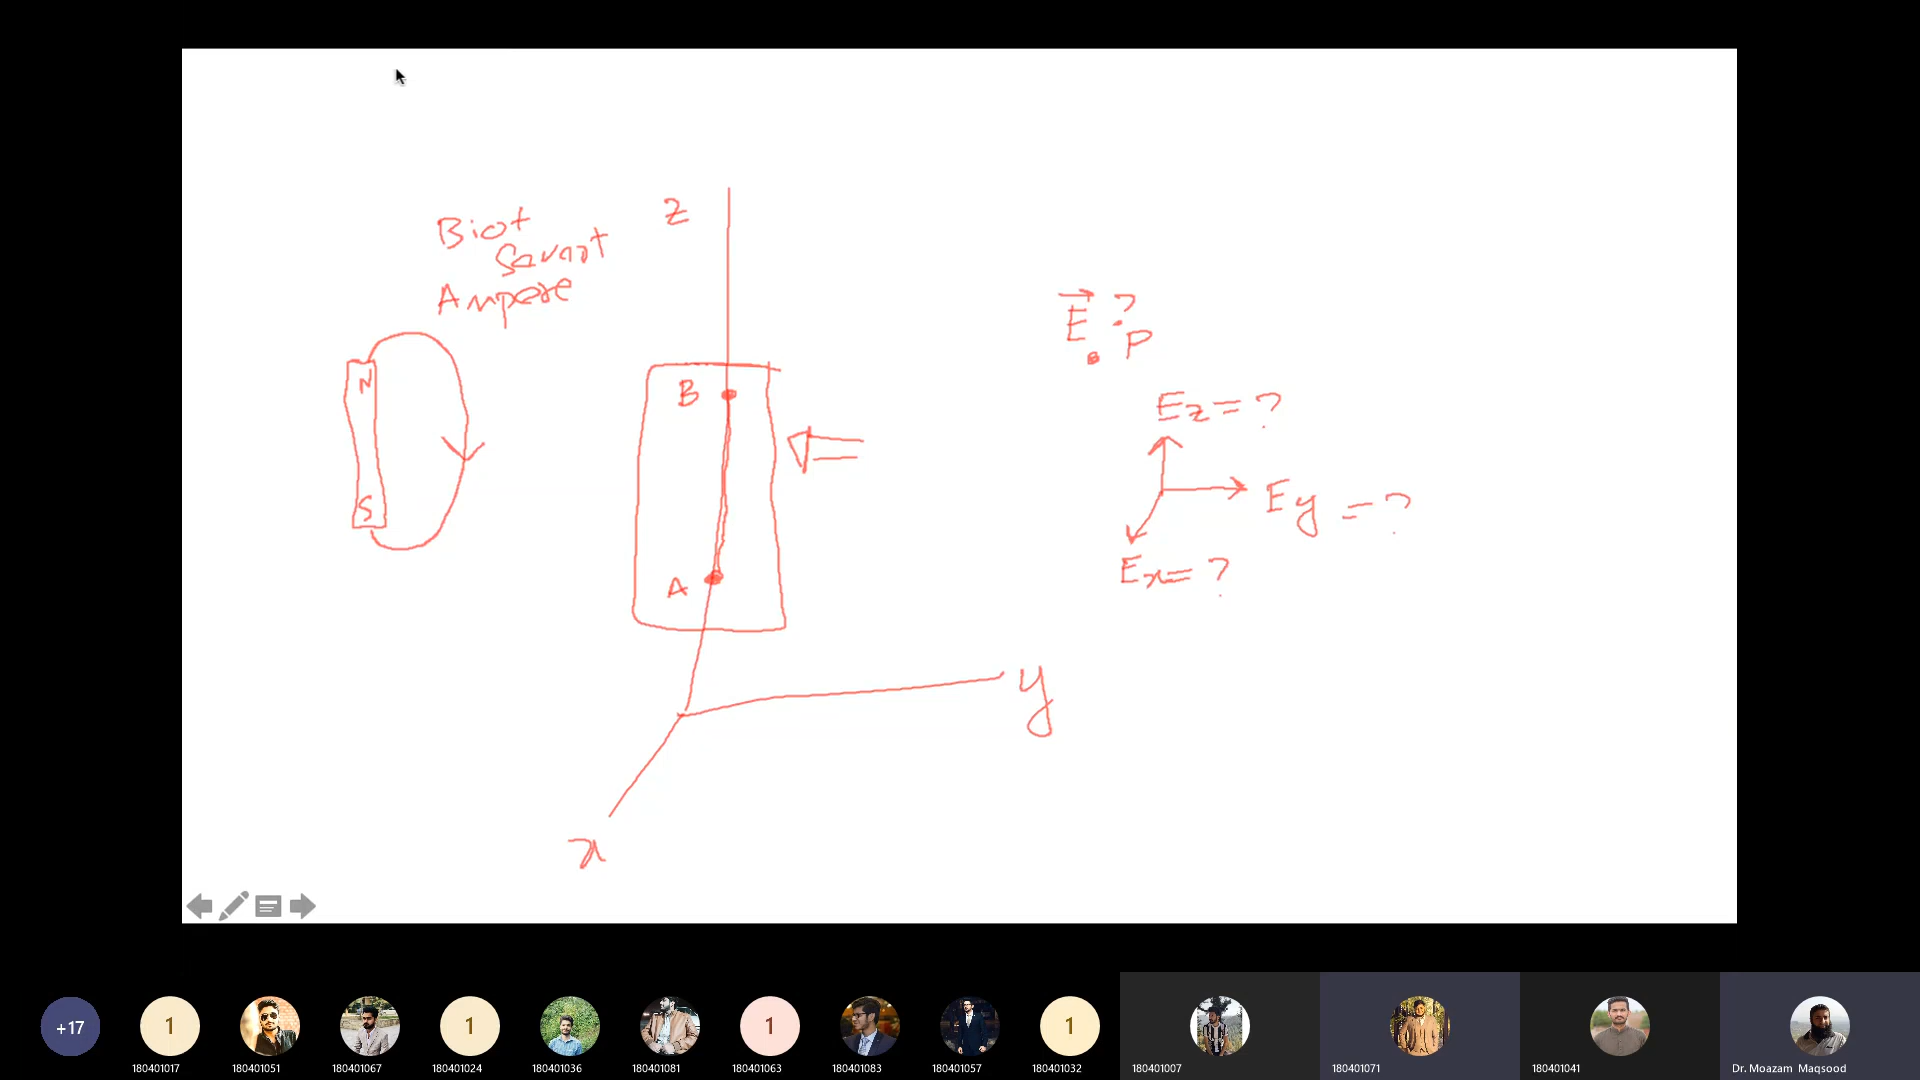 Biot
Savart
Ampere
Z
N
S
B
A
E ?
P
Ez = ?
Ey = ?
Ex = ?
y
x
+17
1
180401017
180401051
180401067
1
180401024
180401036
180401081
1
180401063
180401083
180401057
1
180401032
180401007
180401071
180401041
Dr. Moazam Maqsood